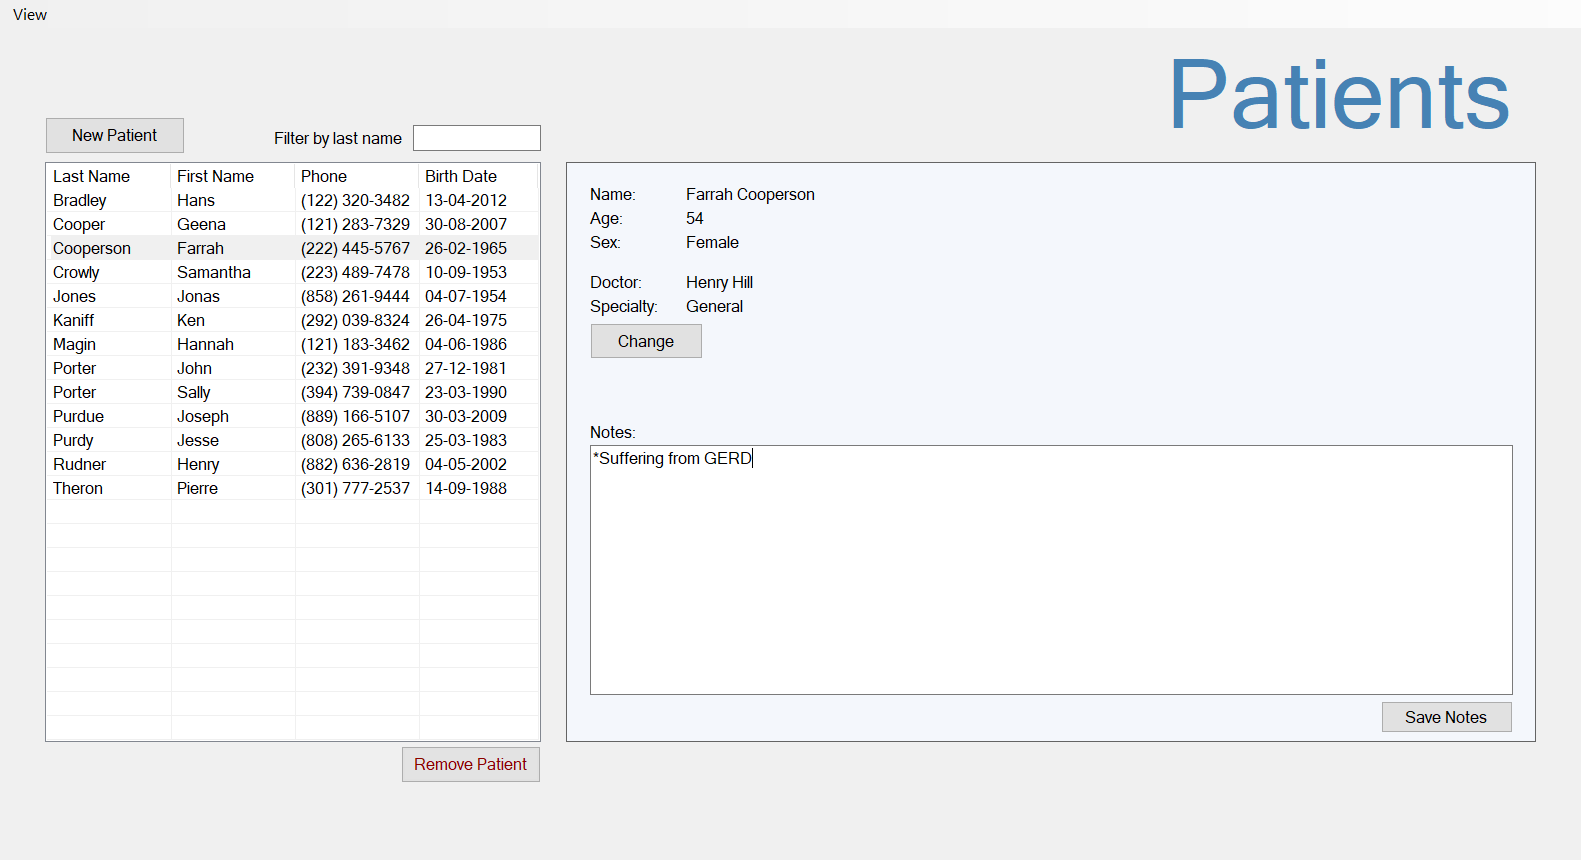 View
Patients
New Patient
Filter by last name
Last Name First Name Phone Birth Date
Bradley Hans (122) 320-3482 13-04-2012
Cooper Geena (121) 283-7329 30-08-2007
Cooperson Farrah (222) 445-5767 26-02-1965
Crowly Samantha (223) 489-7478 10-09-1953
Jones Jonas (858) 261-9444 04-07-1954
Kaniff Ken (292) 039-8324 26-04-1975
Magin Hannah (121) 183-3462 04-06-1986
Porter John (232) 391-9348 27-12-1981
Porter Sally (394) 739-0847 23-03-1990
Purdue Joseph (889) 166-5107 30-03-2009
Purdy Jesse (808) 265-6133 25-03-1983
Rudner Henry (882) 636-2819 04-05-2002
Theron Pierre (301) 777-2537 14-09-1988
Remove Patient
Name: Farrah Cooperson
Age: 54
Sex: Female
Doctor: Henry Hill
Specialty: General
Change
Notes:
*Suffering from GERD
Save Notes